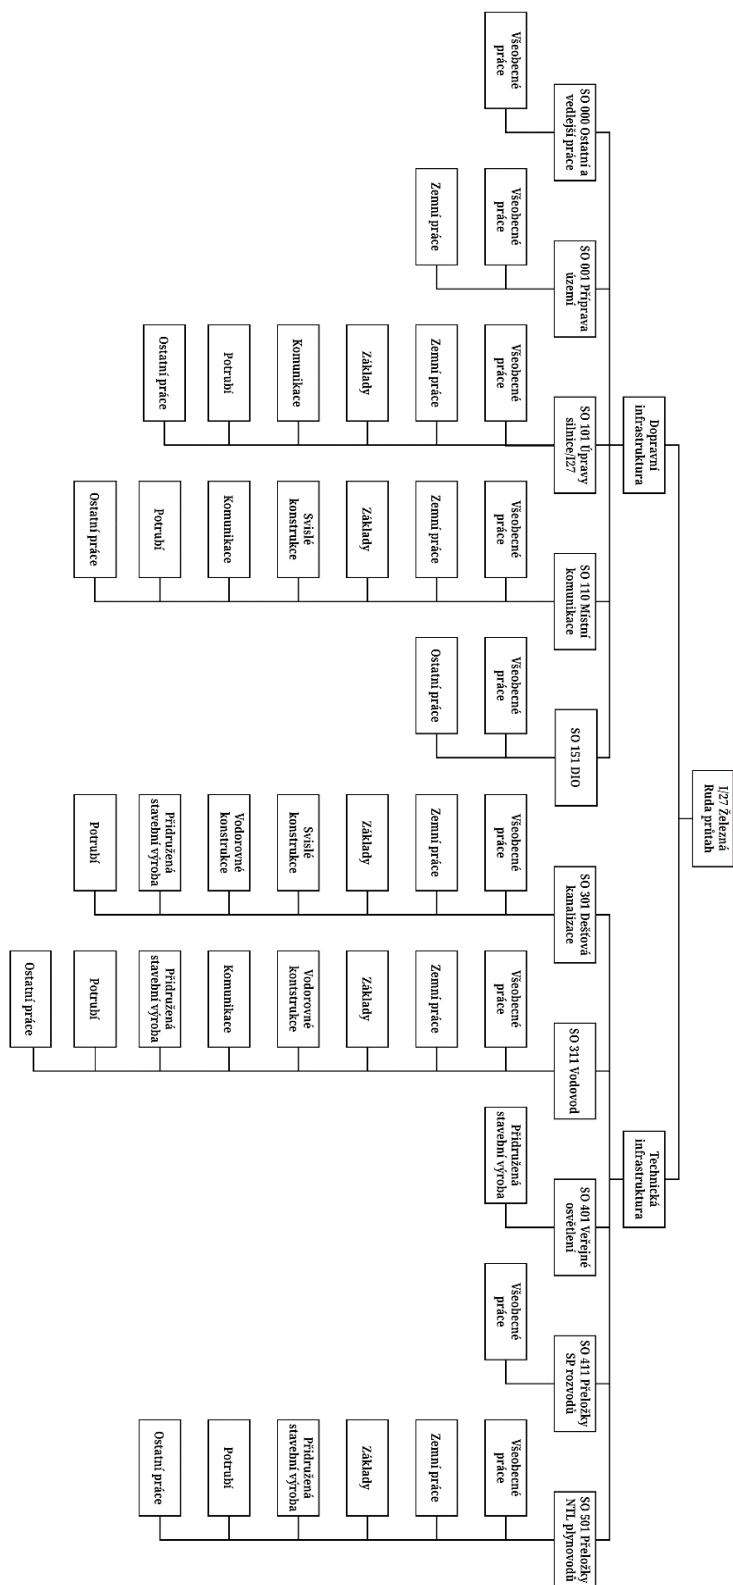 I/27 Železná
Ruda průtah
Dopravní
infrastruktura
Technická
infrastruktura
SO 000 Ostatní a
vedlejší práce
SO 001 Příprava
území
SO 101 Úpravy
silnice/I27
SO 110 Místní
komunikace
SO 151 DIO
SO 301 Dešťová
kanalizace
SO 311 Vodovod
SO 401 Veřejné
osvětlení
SO 411 Přeložky
SP rozvodů
SO 501 Přeložky
NTL plynovodů
Všeobecné
práce
Všeobecné
práce
Zemní práce
Všeobecné
práce
Zemní práce
Základy
Komunikace
Potrubí
Ostatní práce
Všeobecné
práce
Zemní práce
Základy
Svislé
konstrukce
Komunikace
Potrubí
Ostatní práce
Všeobecné
práce
Ostatní práce
Všeobecné
práce
Zemní práce
Základy
Svislé
konstrukce
Vodorovné
konstrukce
Přidružená
stavební výroba
Potrubí
Všeobecné
práce
Zemní práce
Základy
Vodorovné
kontstrukce
Komunikace
Přidružená
stavební výroba
Potrubí
Ostatní práce
Přidružená
stavební výroba
Všeobecné
práce
Všeobecné
práce
Zemní práce
Základy
Přidružená
stavební výroba
Potrubí
Ostatní práce